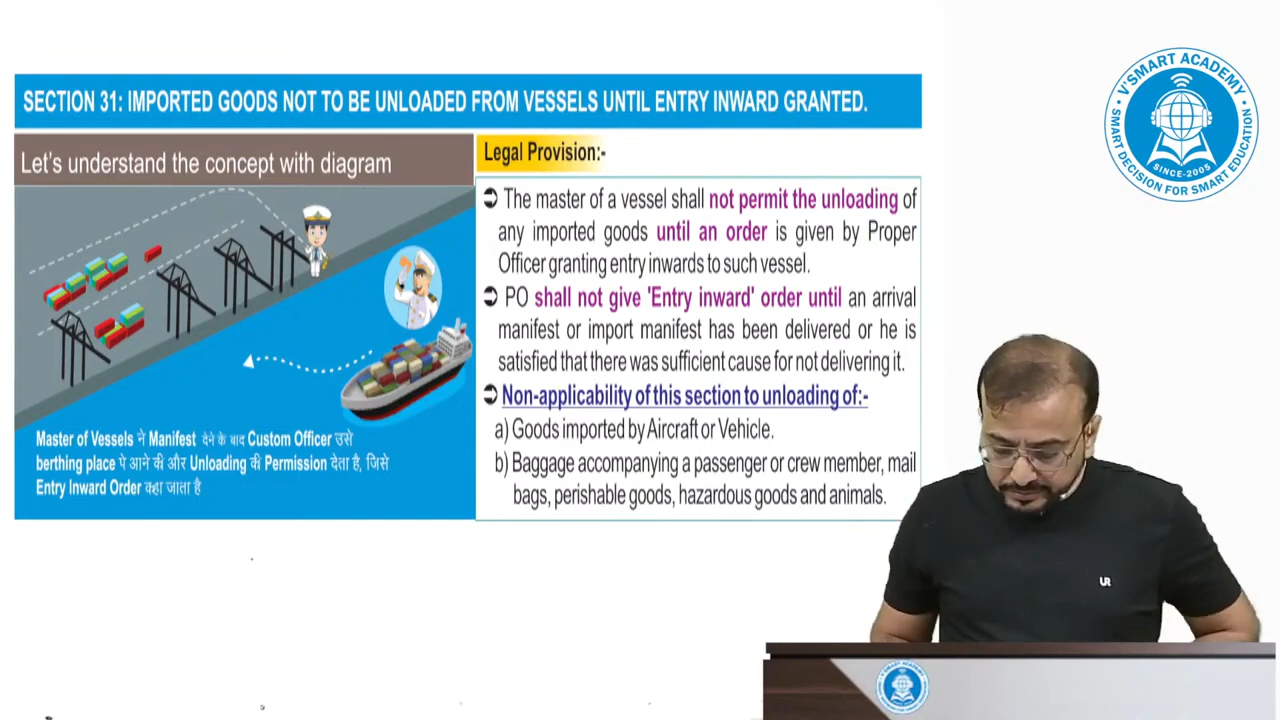 SECTION 31: IMPORTED GOODS NOT TO BE UNLOADED FROM VESSELS UNTIL ENTRY INWARD GRANTED.
Let's understand the concept with diagram
Master of Vessels ने Manifest देने के बाद Custom Officer उसे
berthing place पे आने की और Unloading की Permission देता है, जिसे
Entry Inward Order कहा जाता है
Legal Provision:-
➲ The master of a vessel shall not permit the unloading of
any imported goods until an order is given by Proper
Officer granting entry inwards to such vessel.
➲ PO shall not give 'Entry inward' order until an arrival
manifest or import manifest has been delivered or he is
satisfied that there was sufficient cause for not delivering it.
➲ Non-applicability of this section to unloading of:-
a) Goods imported by Aircraft or Vehicle.
b) Baggage accompanying a passenger or crew member, mail
bags, perishable goods, hazardous goods and animals.
V'SMART ACADEMY
SINCE-2005
• SMART DECISION FOR SMART EDUCATION •
UR
V'SMART ACADEMY